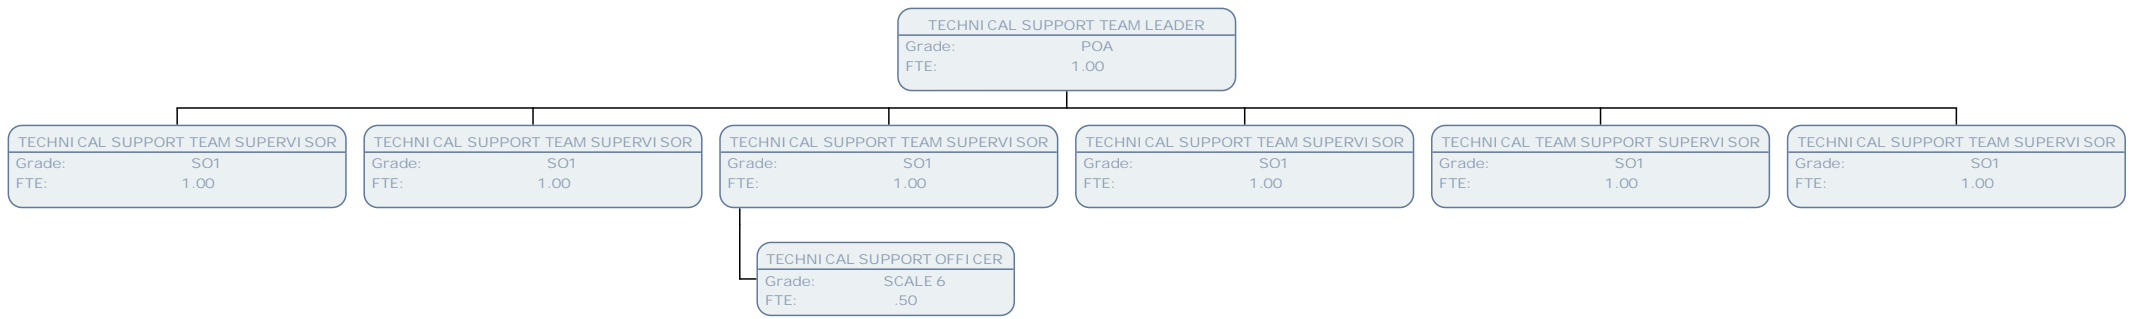 TECHNICAL SUPPORT TEAM LEADER
Grade: POA
FTE: 1.00
TECHNICAL SUPPORT TEAM SUPERVISOR
Grade: SO1
FTE: 1.00
TECHNICAL SUPPORT TEAM SUPERVISOR
Grade: SO1
FTE: 1.00
TECHNICAL SUPPORT TEAM SUPERVISOR
Grade: SO1
FTE: 1.00
TECHNICAL SUPPORT TEAM SUPERVISOR
Grade: SO1
FTE: 1.00
TECHNICAL TEAM SUPPORT SUPERVISOR
Grade: SO1
FTE: 1.00
TECHNICAL SUPPORT TEAM SUPERVISOR
Grade: SO1
FTE: 1.00
TECHNICAL SUPPORT OFFICER
Grade: SCALE 6
FTE: .50